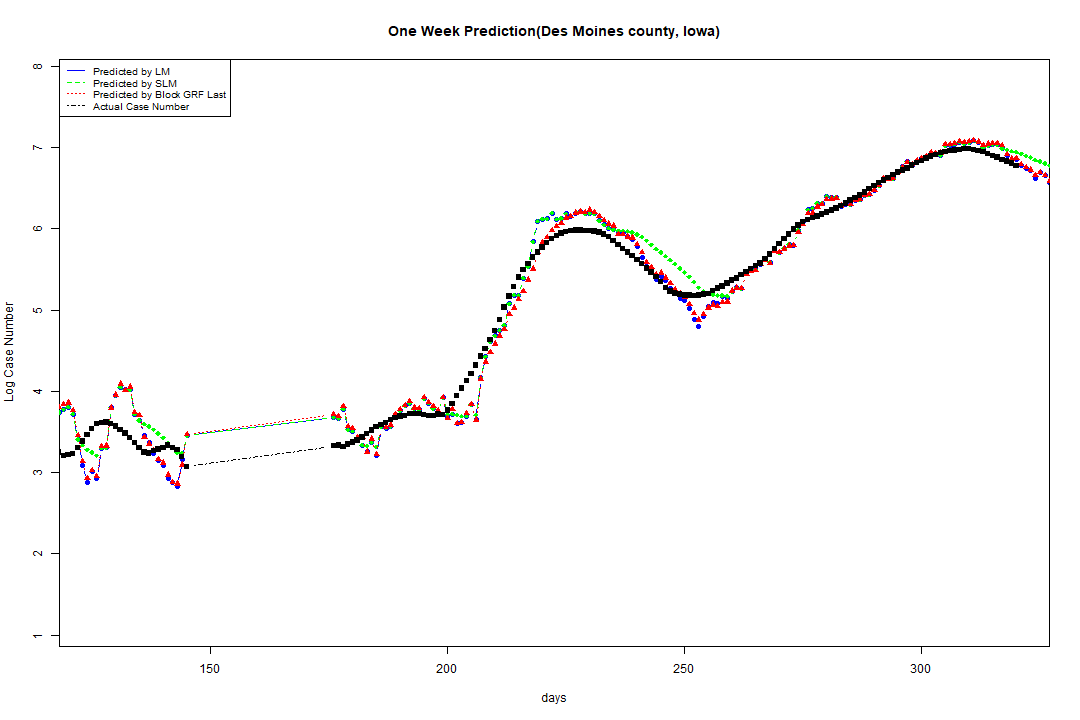 One Week Prediction(Des Moines county, Iowa)
Predicted by LM
Predicted by SLM
Predicted by Block GRF Last
Actual Case Number
8
7
6
5
4
3
2
1
Log Case Number
150 200 250 300
days